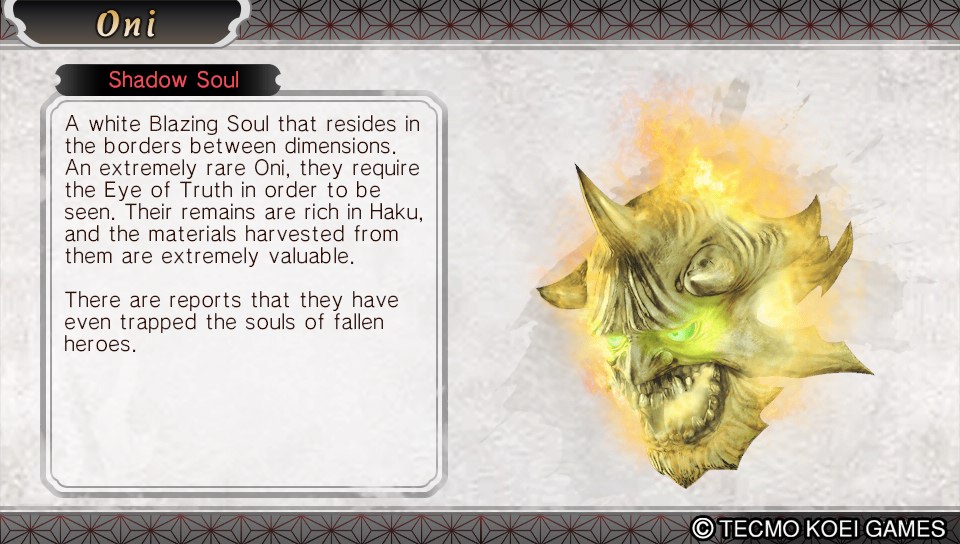 Oni
Shadow Soul
A white Blazing Soul that resides in
the borders between dimensions.
An extremely rare Oni, they require
the Eye of Truth in order to be
seen. Their remains are rich in Haku,
and the materials harvested from
them are extremely valuable.
There are reports that they have
even trapped the souls of fallen
heroes.
© TECMO KOEI GAMES